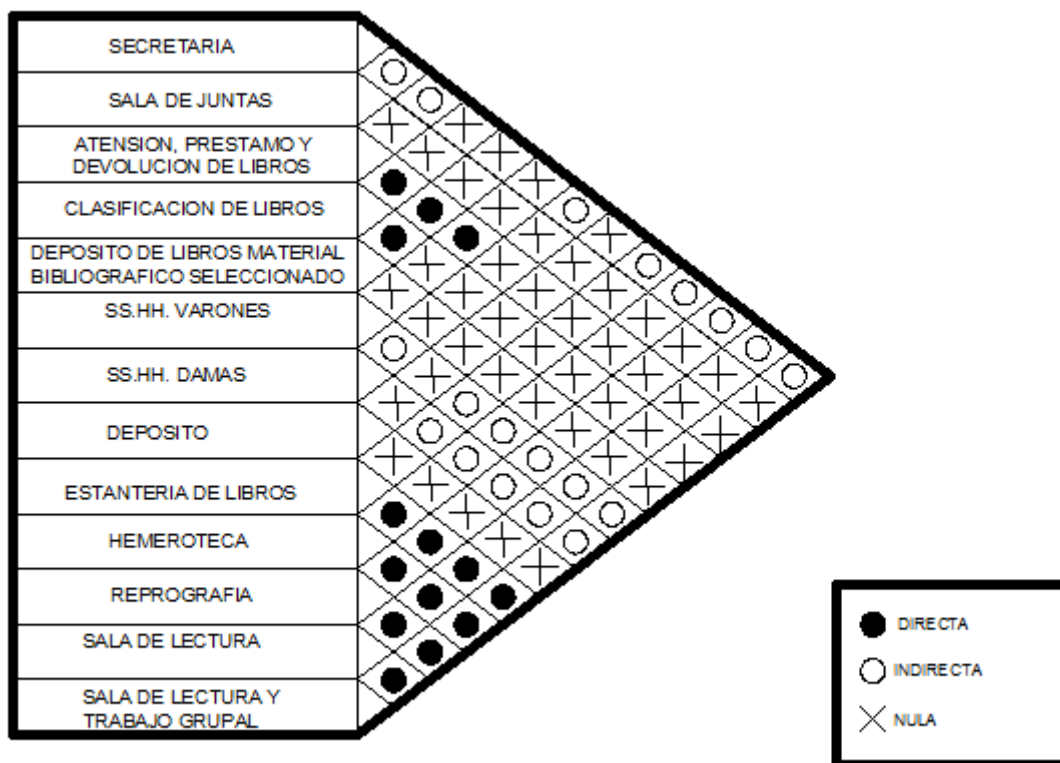 SECRETARIA
SALA DE JUNTAS
ATENSION, PRESTAMO Y
DEVOLUCION DE LIBROS
CLASIFICACION DE LIBROS
DEPOSITO DE LIBROS MATERIAL
BIBLIOGRAFICO SELECCIONADO
SS.HH. VARONES
SS.HH. DAMAS
DEPOSITO
ESTANTERIA DE LIBROS
HEMEROTECA
REPROGRAFIA
SALA DE LECTURA
SALA DE LECTURA Y
TRABAJO GRUPAL
DIRECTA
INDIRECTA
NULA